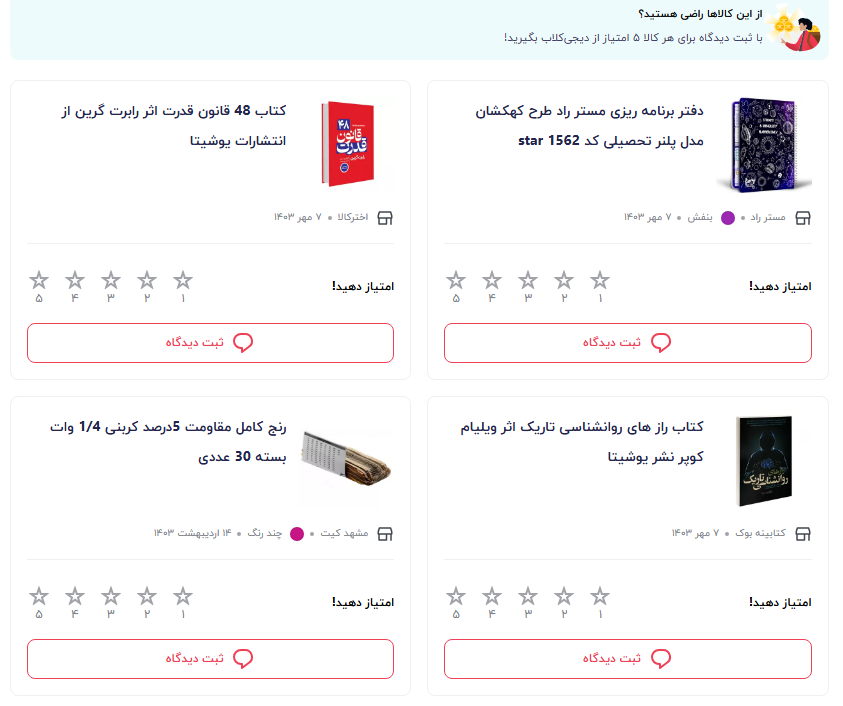 از این کالاها راضی هستید؟
با ثبت دیدگاه برای هر کالا ۵ امتیاز از دیجی‌کلاب بگیرید!
دفتر برنامه ریزی مستر راد طرح کهکشان
مدل پلنر تحصیلی کد 1562 star
مستر راد • بنفش • ۷ مهر ۱۴۰۳
امتیاز دهید!
۱ ۲ ۳ ۴ ۵
ثبت دیدگاه
کتاب 48 قانون قدرت اثر رابرت گرین از
انتشارات یوشیتا
۴۸
قانون
قدرت
اخترکالا • ۷ مهر ۱۴۰۳
امتیاز دهید!
۱ ۲ ۳ ۴ ۵
ثبت دیدگاه
کتاب راز های روانشناسی تاریک اثر ویلیام
کوپر نشر یوشیتا
روانشناسی تاریک
کتابینه بوک • ۷ مهر ۱۴۰۳
امتیاز دهید!
۱ ۲ ۳ ۴ ۵
ثبت دیدگاه
رنج کامل مقاومت 5درصد کربنی 1/4 وات
بسته 30 عددی
مشهد کیت • چند رنگ • ۱۴ اردیبهشت ۱۴۰۳
امتیاز دهید!
۱ ۲ ۳ ۴ ۵
ثبت دیدگاه